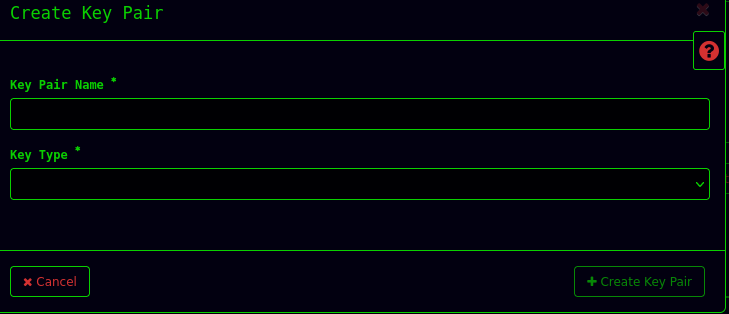 Create Key Pair
Key Pair Name *
Key Type *
Cancel
Create Key Pair